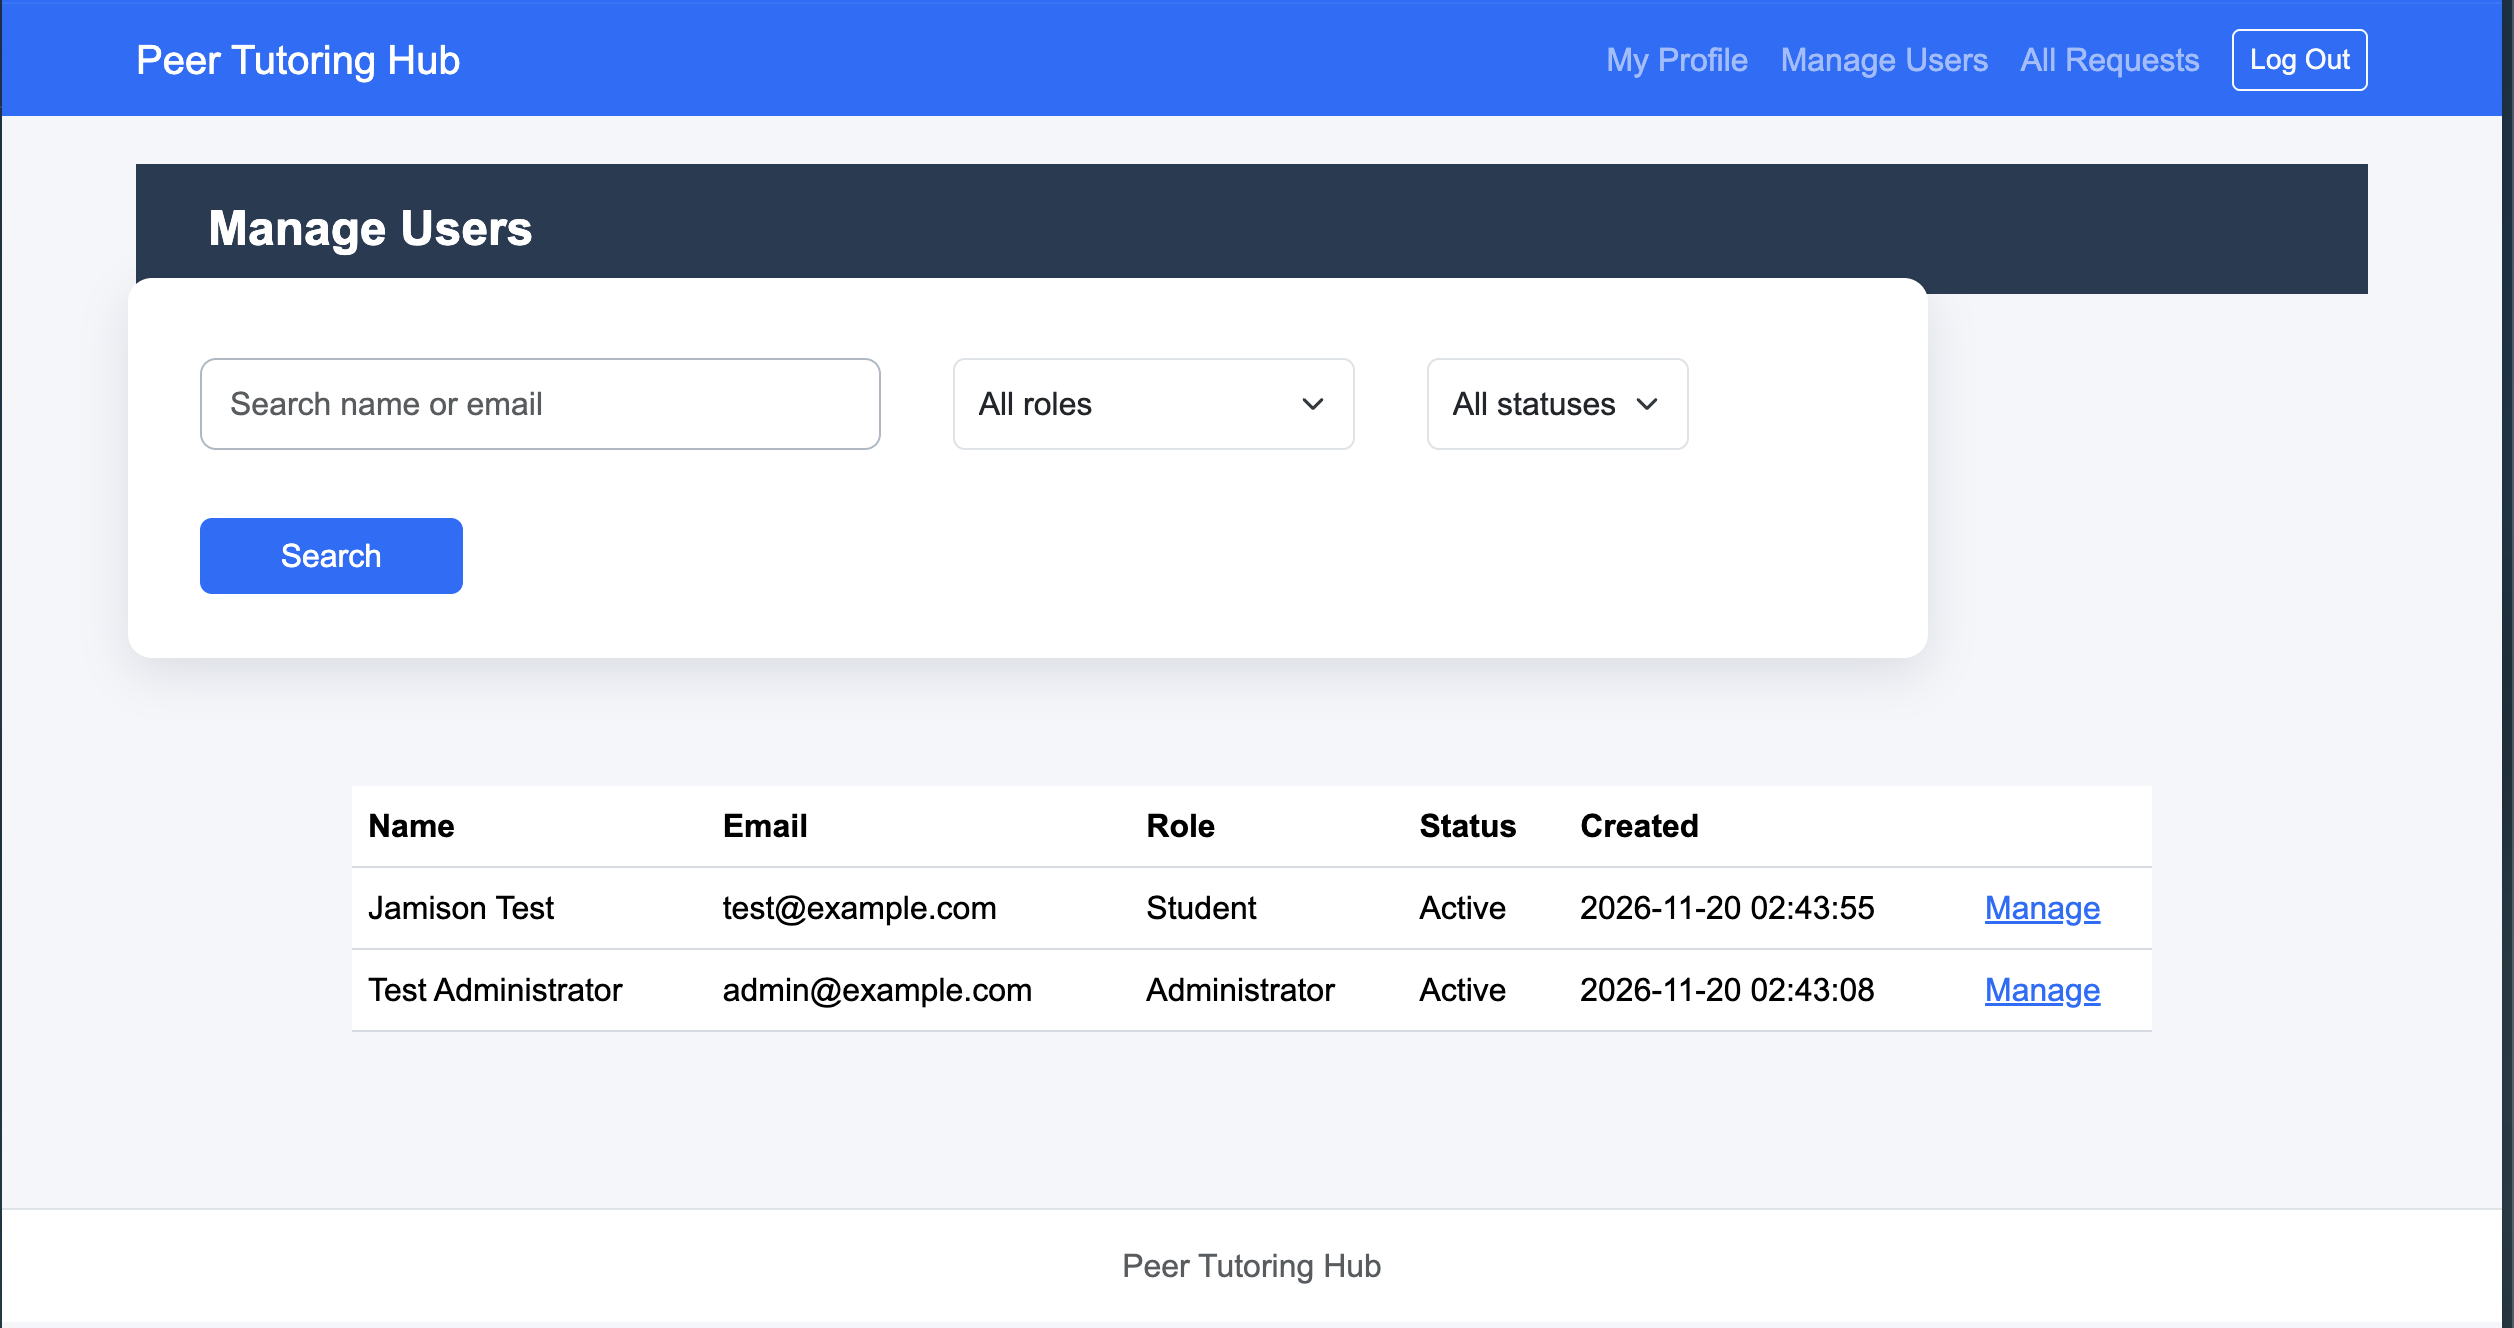 Peer Tutoring Hub My Profile Manage Users All Requests Log Out
Manage Users
Search name or email All roles All statuses
Search
Name Email Role Status Created
Jamison Test test@example.com Student Active 2026-11-20 02:43:55 Manage
Test Administrator admin@example.com Administrator Active 2026-11-20 02:43:08 Manage
Peer Tutoring Hub